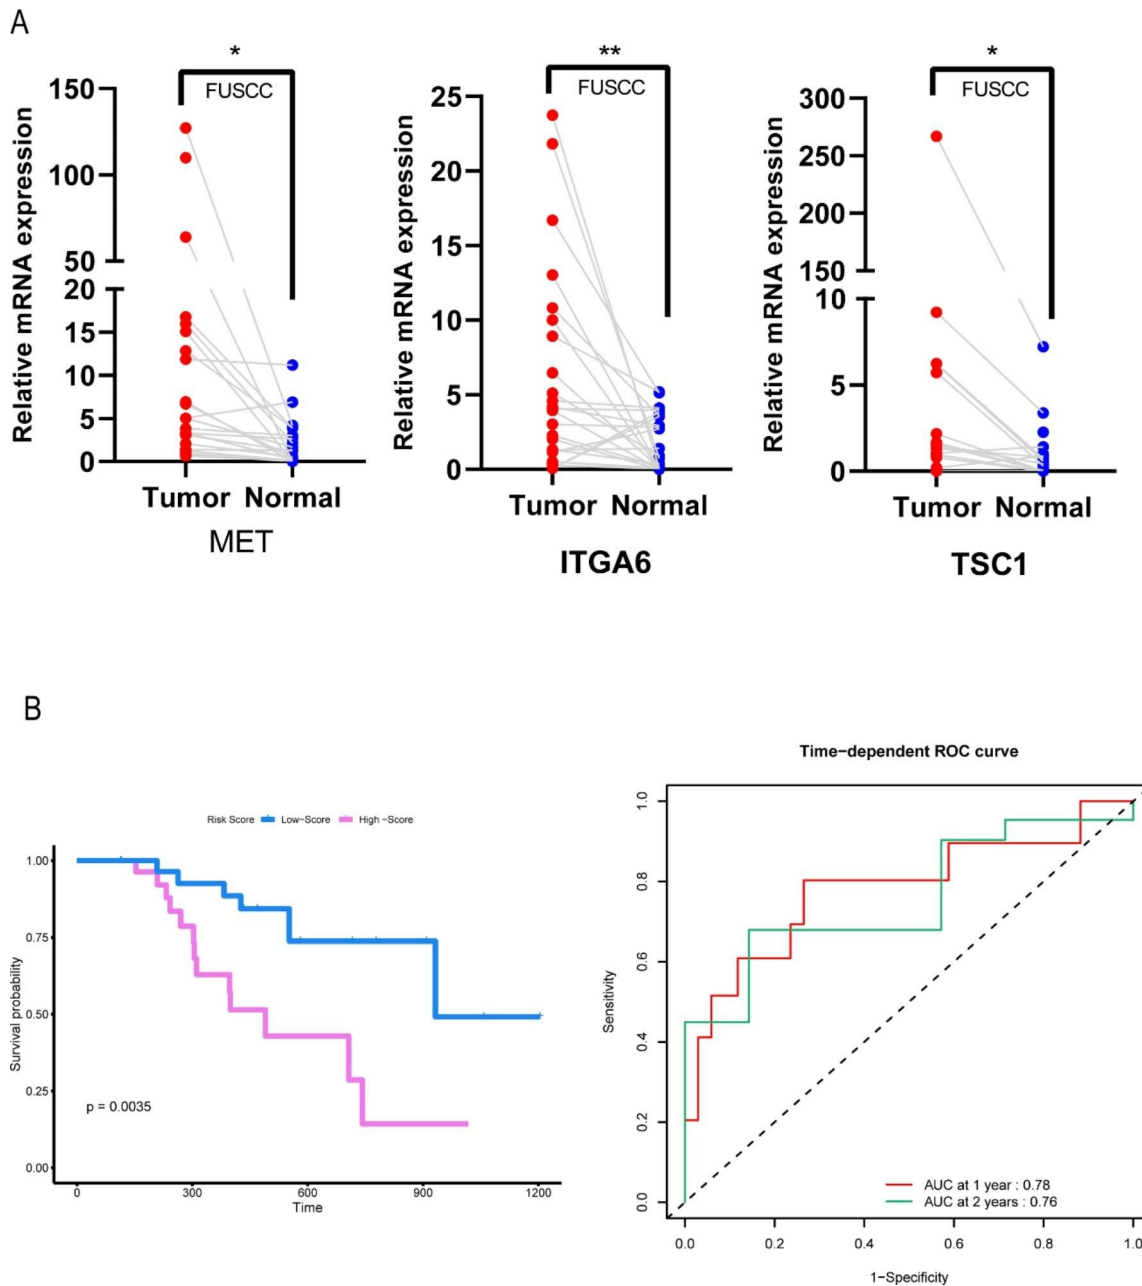 A
* ** *
FUSCC FUSCC FUSCC
Relative mRNA expression
150
100
50
20
15
10
5
0
Tumor Normal
MET
Relative mRNA expression
25
20
15
10
5
0
Tumor Normal
ITGA6
Relative mRNA expression
300
250
200
150
10
5
0
Tumor Normal
TSC1
B
Risk Score Low-Score High -Score
Survival probability
1.00
0.75
0.50
0.25
0.00
p = 0.0035
0 300 600 900 1200
Time
Time-dependent ROC curve
Sensitivity
1.0
0.8
0.6
0.4
0.2
0.0
AUC at 1 year : 0.78
AUC at 2 years : 0.76
0.0 0.2 0.4 0.6 0.8 1.0
1-Specificity